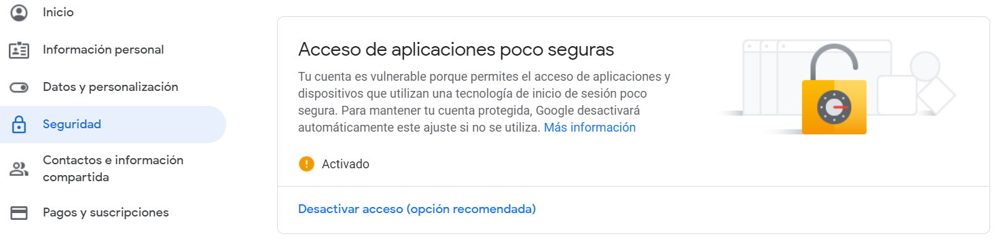 Inicio
Información personal
Datos y personalización
Seguridad
Contactos e información
compartida
Pagos y suscripciones
Acceso de aplicaciones poco seguras
Tu cuenta es vulnerable porque permites el acceso de aplicaciones y
dispositivos que utilizan una tecnología de inicio de sesión poco
segura. Para mantener tu cuenta protegida, Google desactivará
automáticamente este ajuste si no se utiliza. Más información
Activado
Desactivar acceso (opción recomendada)